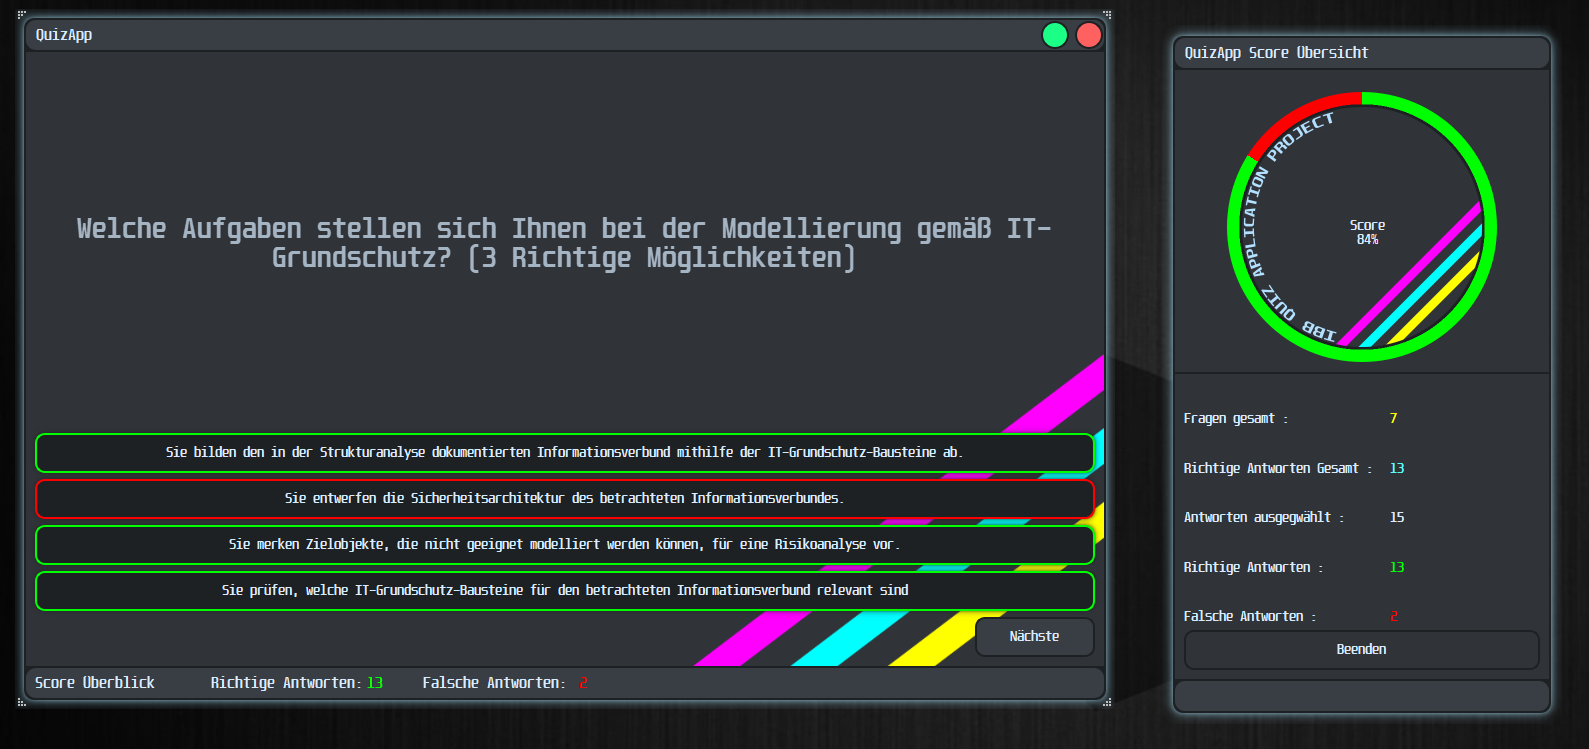 QuizApp
Welche Aufgaben stellen sich Ihnen bei der Modellierung gemäß IT-
Grundschutz? (3 Richtige Möglichkeiten)
Sie bilden den in der Strukturanalyse dokumentierten Informationsverbund mithilfe der IT-Grundschutz-Bausteine ab.
Sie entwerfen die Sicherheitsarchitektur des betrachteten Informationsverbundes.
Sie merken Zielobjekte, die nicht geeignet modelliert werden können, für eine Risikoanalyse vor.
Sie prüfen, welche IT-Grundschutz-Bausteine für den betrachteten Informationsverbund relevant sind
Nächste
Score Überblick Richtige Antworten: 13 Falsche Antworten: 2
QuizApp Score Übersicht
IBB QUIZ APPLICATION PROJECT
Score
84%
Fragen gesamt : 7
Richtige Antworten Gesamt : 13
Antworten ausgegwählt : 15
Richtige Antworten : 13
Falsche Antworten : 2
Beenden